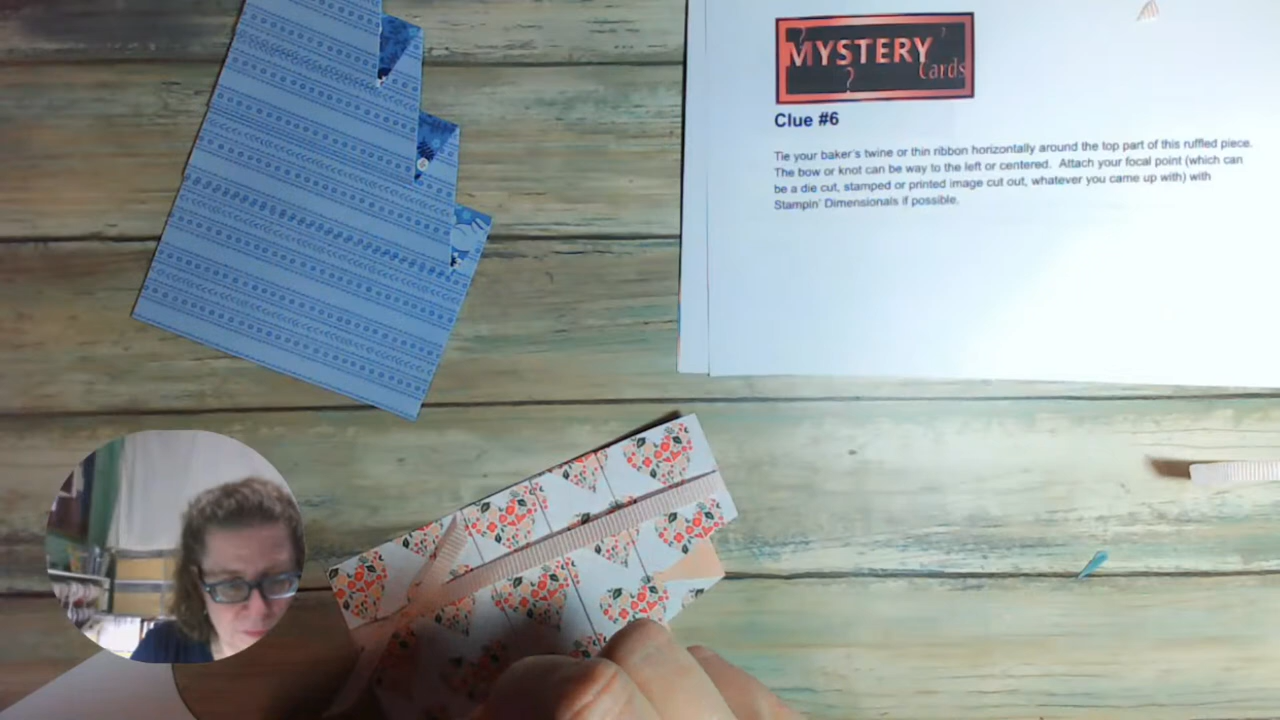 MYSTERY
Cards
Clue #6
Tie your baker's twine or thin ribbon horizontally around the top part of this ruffled piece.
The bow or knot can be way to the left or centered.  Attach your focal point (which can
be a die cut, stamped or printed image cut out, whatever you came up with) with
Stampin' Dimensionals if possible.